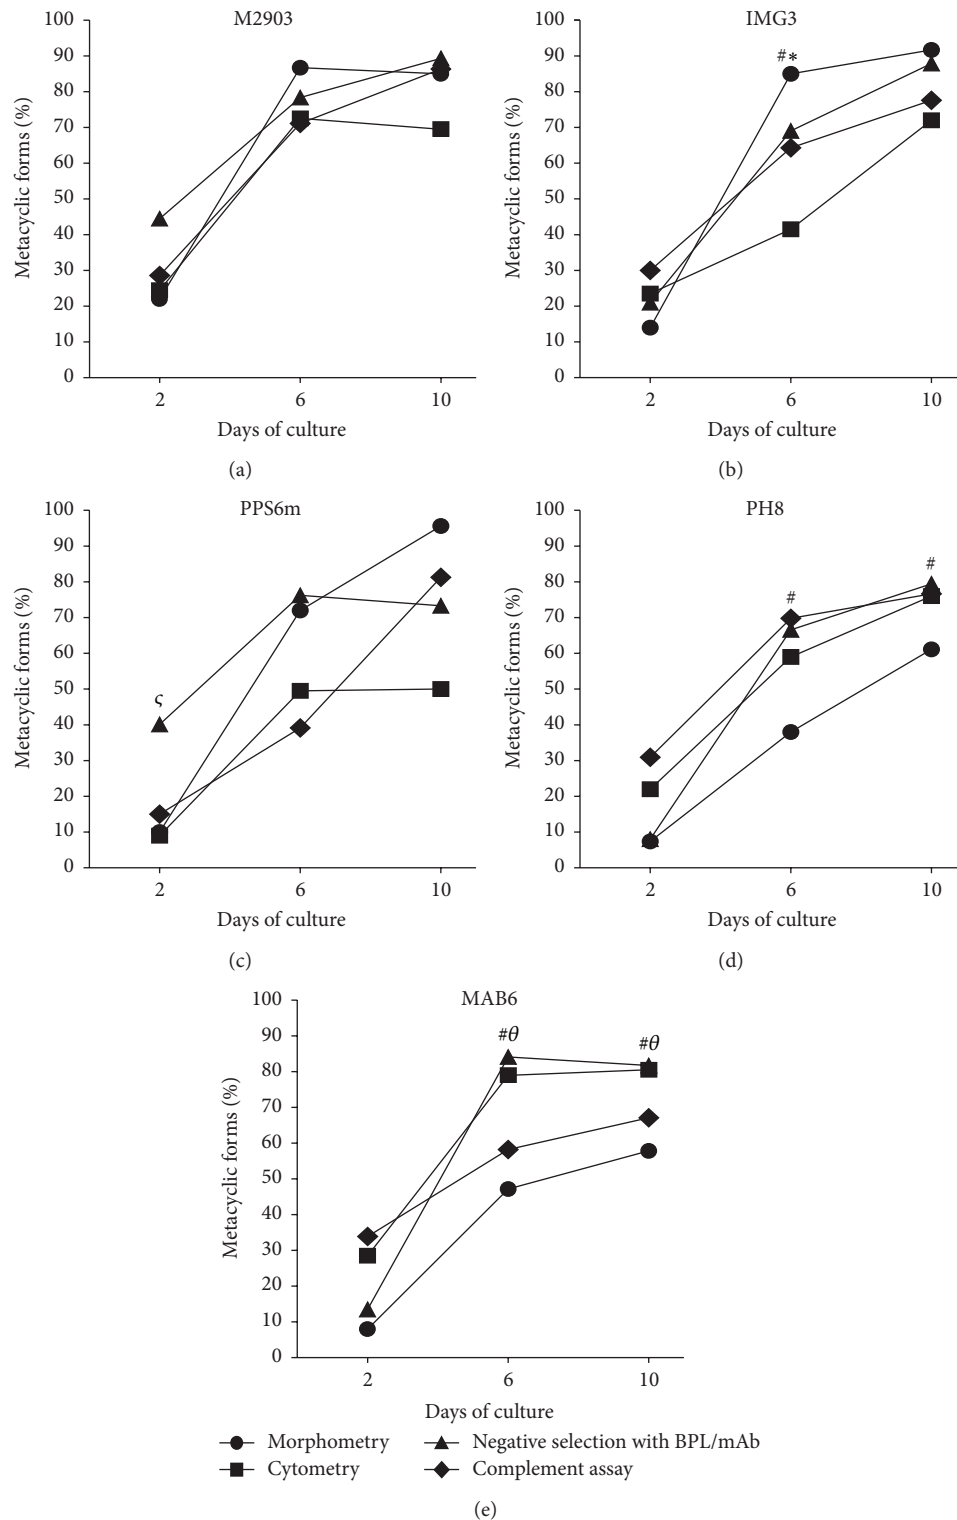 M2903
100
90
80
70
60
50
40
30
20
10
0
Metacyclic forms (%)
2 6 10
Days of culture
(a)
IMG3
100
90
80
70
60
50
40
30
20
10
0
Metacyclic forms (%)
#*
2 6 10
Days of culture
(b)
PPS6m
100
90
80
70
60
50
40
30
20
10
0
Metacyclic forms (%)
ς
2 6 10
Days of culture
(c)
PH8
100
90
80
70
60
50
40
30
20
10
0
Metacyclic forms (%)
# #
2 6 10
Days of culture
(d)
MAB6
100
90
80
70
60
50
40
30
20
10
0
Metacyclic forms (%)
#θ #θ
2 6 10
Days of culture
Morphometry
Cytometry
Negative selection with BPL/mAb
Complement assay
(e)